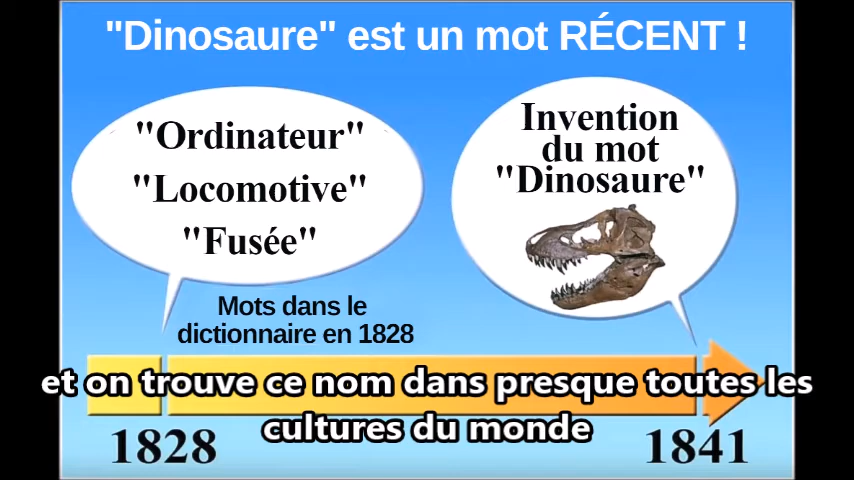 "Dinosaure" est un mot RÉCENT !
"Ordinateur"
"Locomotive"
"Fusée"
Invention
du mot
"Dinosaure"
Mots dans le
dictionnaire en 1828
et on trouve ce nom dans presque toutes les
cultures du monde
1828
1841